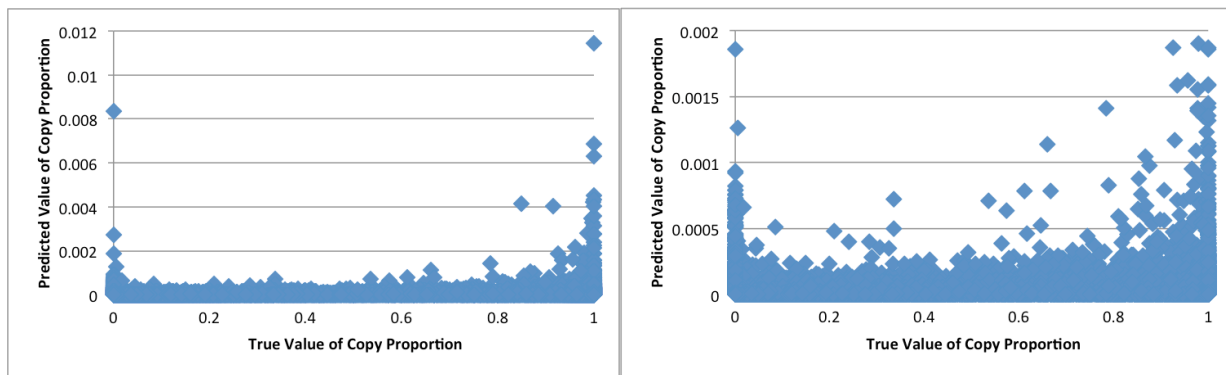 Predicted Value of Copy Proportion
0.012
0.01
0.008
0.006
0.004
0.002
0
0 0.2 0.4 0.6 0.8 1
True Value of Copy Proportion
Predicted Value of Copy Proportion
0.002
0.0015
0.001
0.0005
0
0 0.2 0.4 0.6 0.8 1
True Value of Copy Proportion